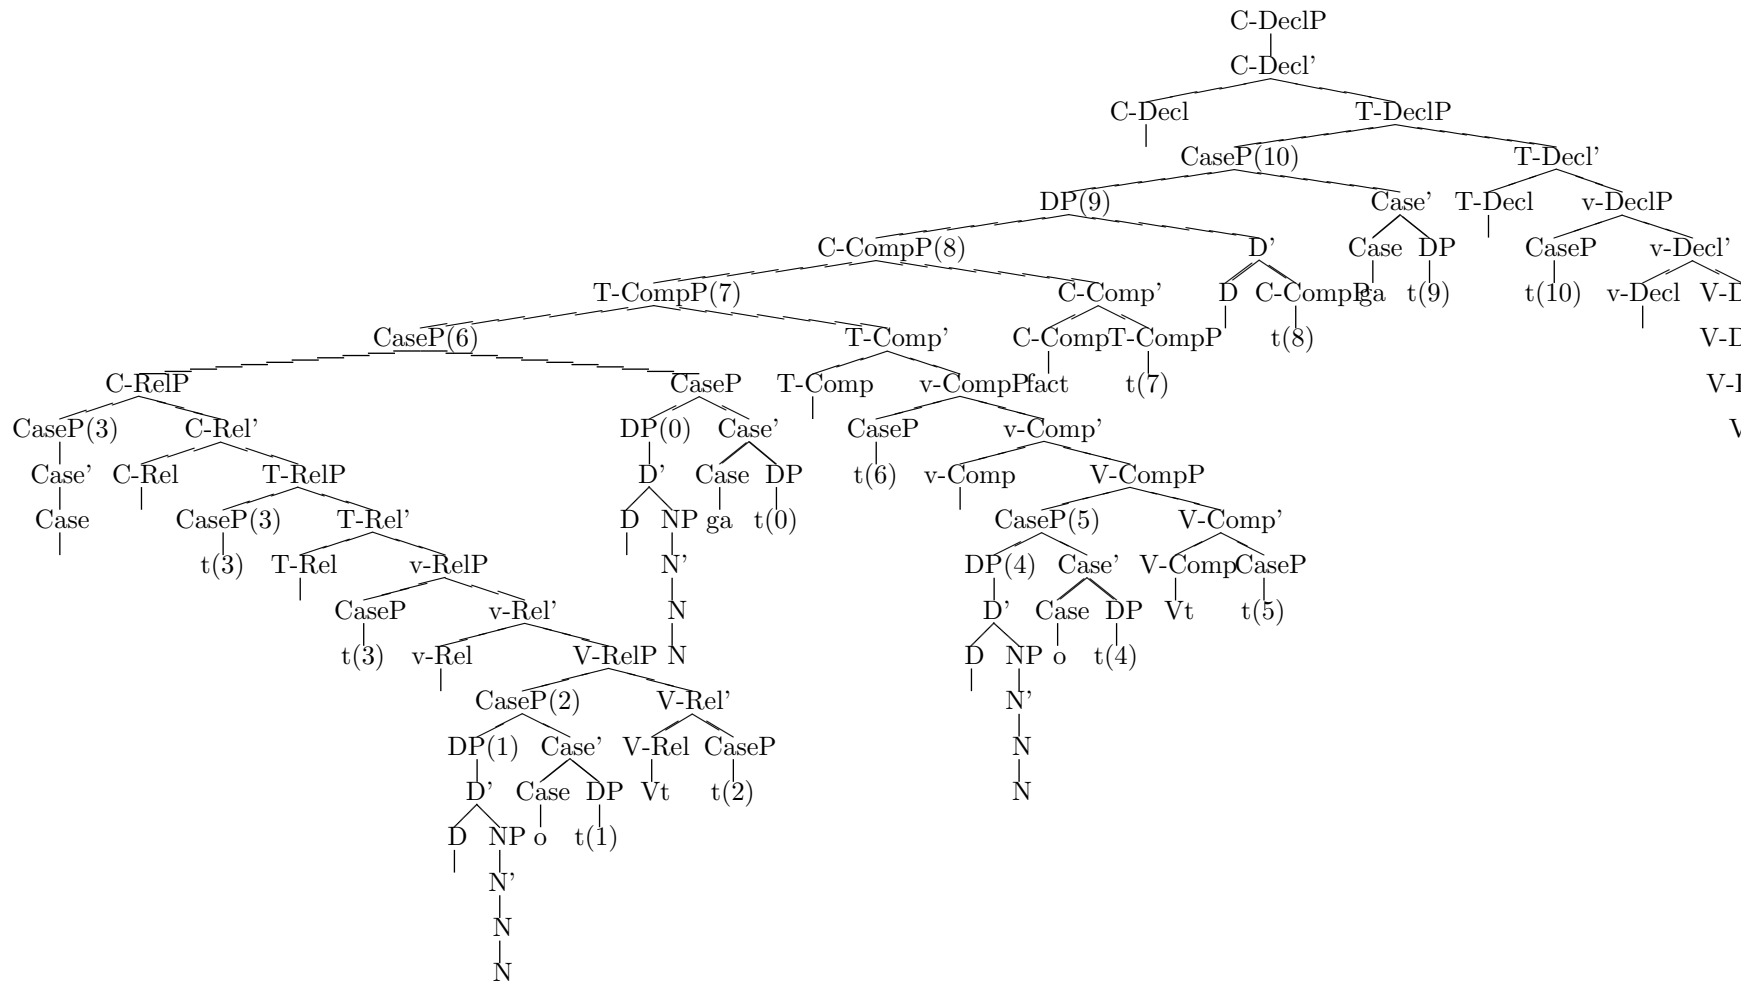 C-DeclP
C-Decl'
C-Decl T-DeclP
CaseP(10) T-Decl'
DP(9) Case' T-Decl v-DeclP
C-CompP(8) D' Case DP CaseP v-Decl'
T-CompP(7) C-Comp' D C-CompP ga t(9) t(10) v-Decl V-D
CaseP(6) T-Comp' C-Comp T-CompP t(8) V-D
C-RelP CaseP T-Comp v-CompP fact t(7) V-D
CaseP(3) C-Rel' DP(0) Case' CaseP v-Comp' V
Case' C-Rel T-RelP D' Case DP t(6) v-Comp V-CompP
Case CaseP(3) T-Rel' D NP ga t(0) CaseP(5) V-Comp'
t(3) T-Rel v-RelP N' DP(4) Case' V-Comp CaseP
CaseP v-Rel' N D' Case DP Vt t(5)
t(3) v-Rel V-RelP N D NP o t(4)
CaseP(2) V-Rel' N'
DP(1) Case' V-Rel CaseP N
D' Case DP Vt t(2) N
D NP o t(1)
N'
N
N